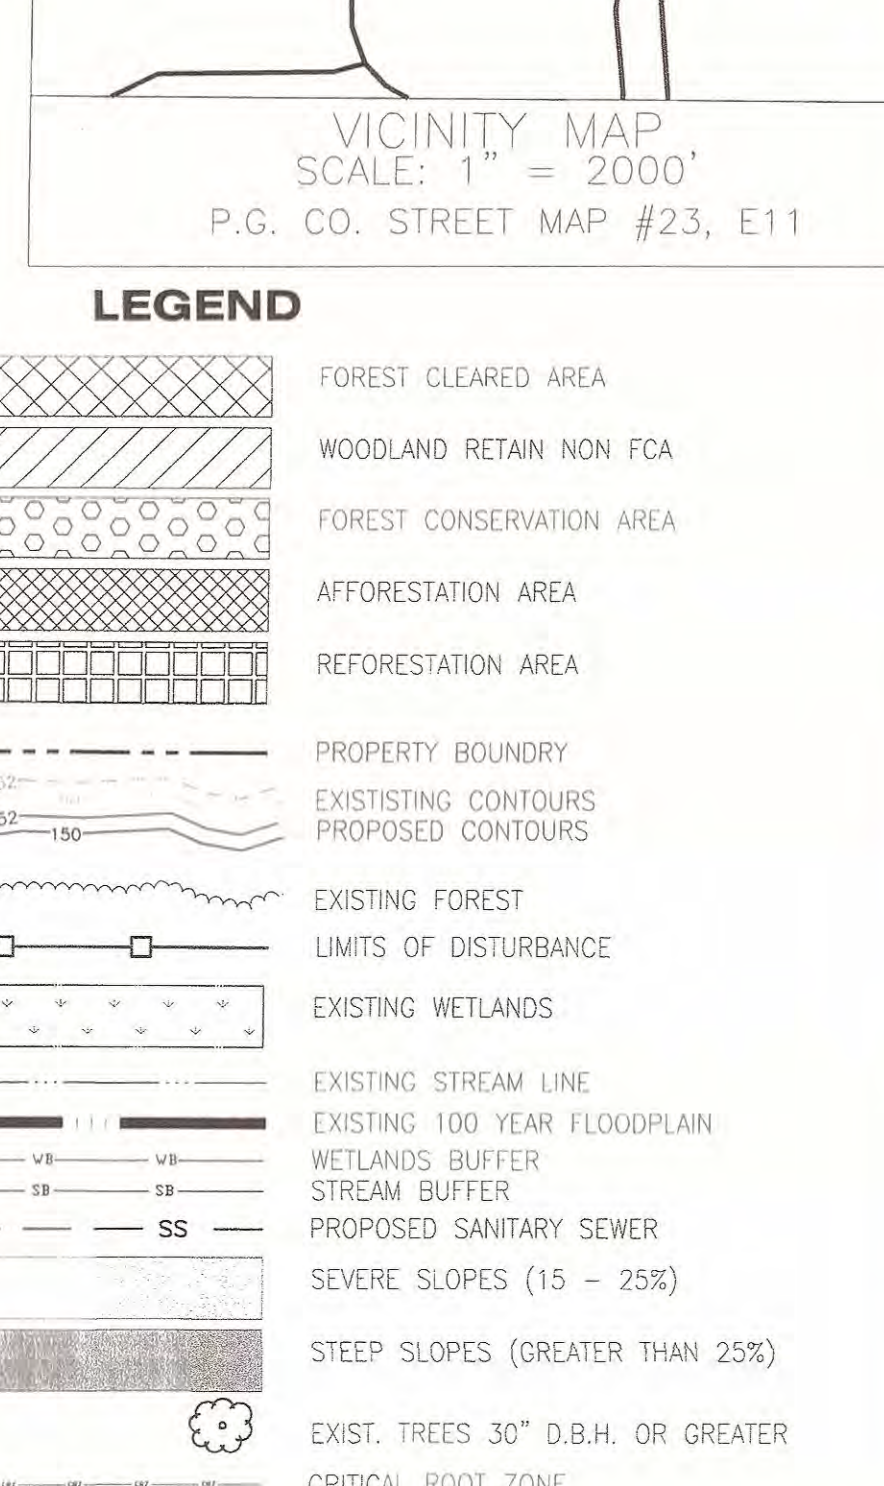 VICINITY MAP
SCALE: 1" = 2000'
P.G. CO. STREET MAP #23, E11
LEGEND
FOREST CLEARED AREA
WOODLAND RETAIN NON FCA
FOREST CONSERVATION AREA
AFFORESTATION AREA
REFORESTATION AREA
PROPERTY BOUNDRY
EXISTISTING CONTOURS
150 PROPOSED CONTOURS
EXISTING FOREST
LIMITS OF DISTURBANCE
EXISTING WETLANDS
EXISTING STREAM LINE
EXISTING 100 YEAR FLOODPLAIN
WB WB WETLANDS BUFFER
SB SB STREAM BUFFER
SS PROPOSED SANITARY SEWER
SEVERE SLOPES (15 - 25%)
STEEP SLOPES (GREATER THAN 25%)
EXIST. TREES 30" D.B.H. OR GREATER
CRITICAL ROOT ZONE